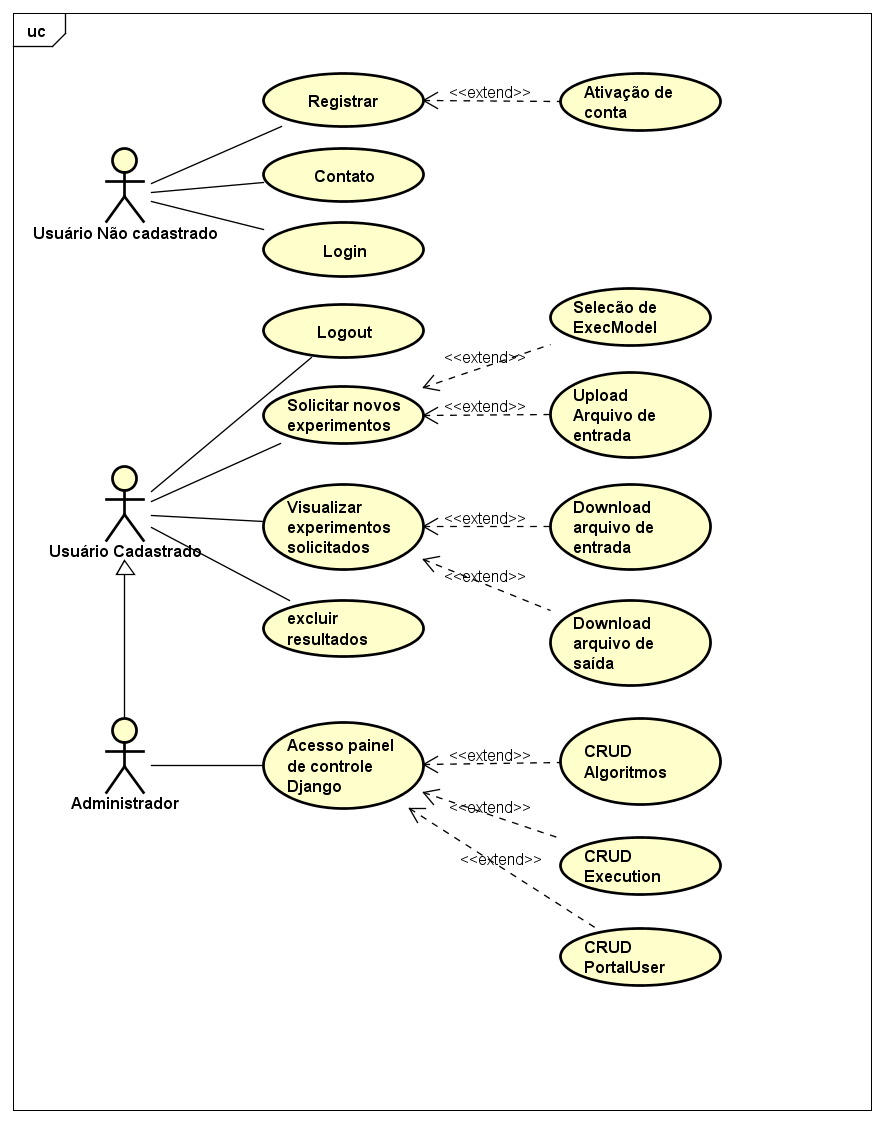 uc
Registrar
<<extend>>
Ativação de
conta
Contato
Usuário Não cadastrado
Login
Logout
Selecão de
ExecModel
<<extend>>
Solicitar novos
experimentos
<<extend>>
Upload
Arquivo de
entrada
Visualizar
experimentos
solicitados
<<extend>>
Download
arquivo de
entrada
Usuário Cadastrado
<<extend>>
excluir
resultados
Download
arquivo de
saída
Acesso painel
de controle
Django
<<extend>>
CRUD
Algoritmos
Administrador
<<extend>>
CRUD
Execution
<<extend>>
CRUD
PortalUser